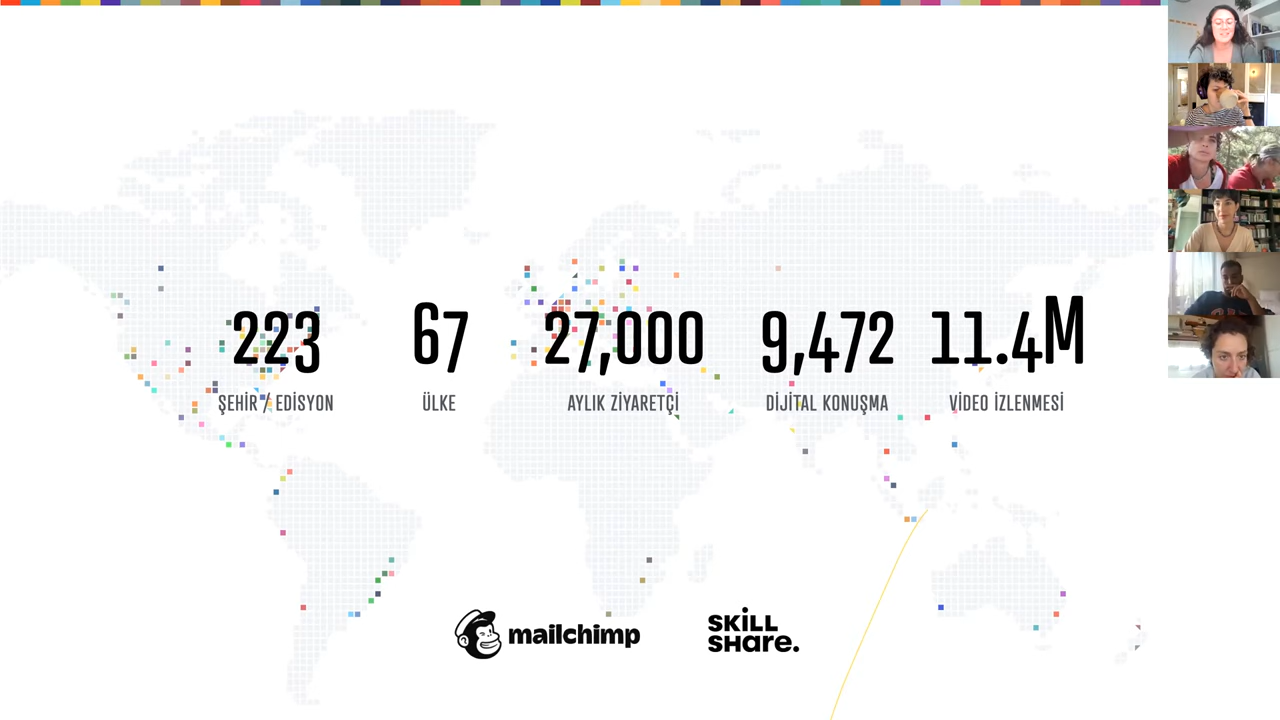 223
ŞEHİR / EDİSYON
67
ÜLKE
27,000
AYLIK ZİYARETÇİ
9,472
DİJİTAL KONUŞMA
11.4M
VİDEO İZLENMESİ
mailchimp
SKiLL
SHare.